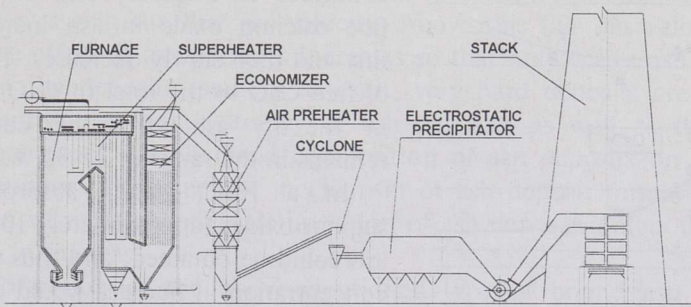 FURNACE
SUPERHEATER
STACK
ECONOMIZER
AIR PREHEATER
ELECTROSTATIC
PRECIPITATOR
CYCLONE